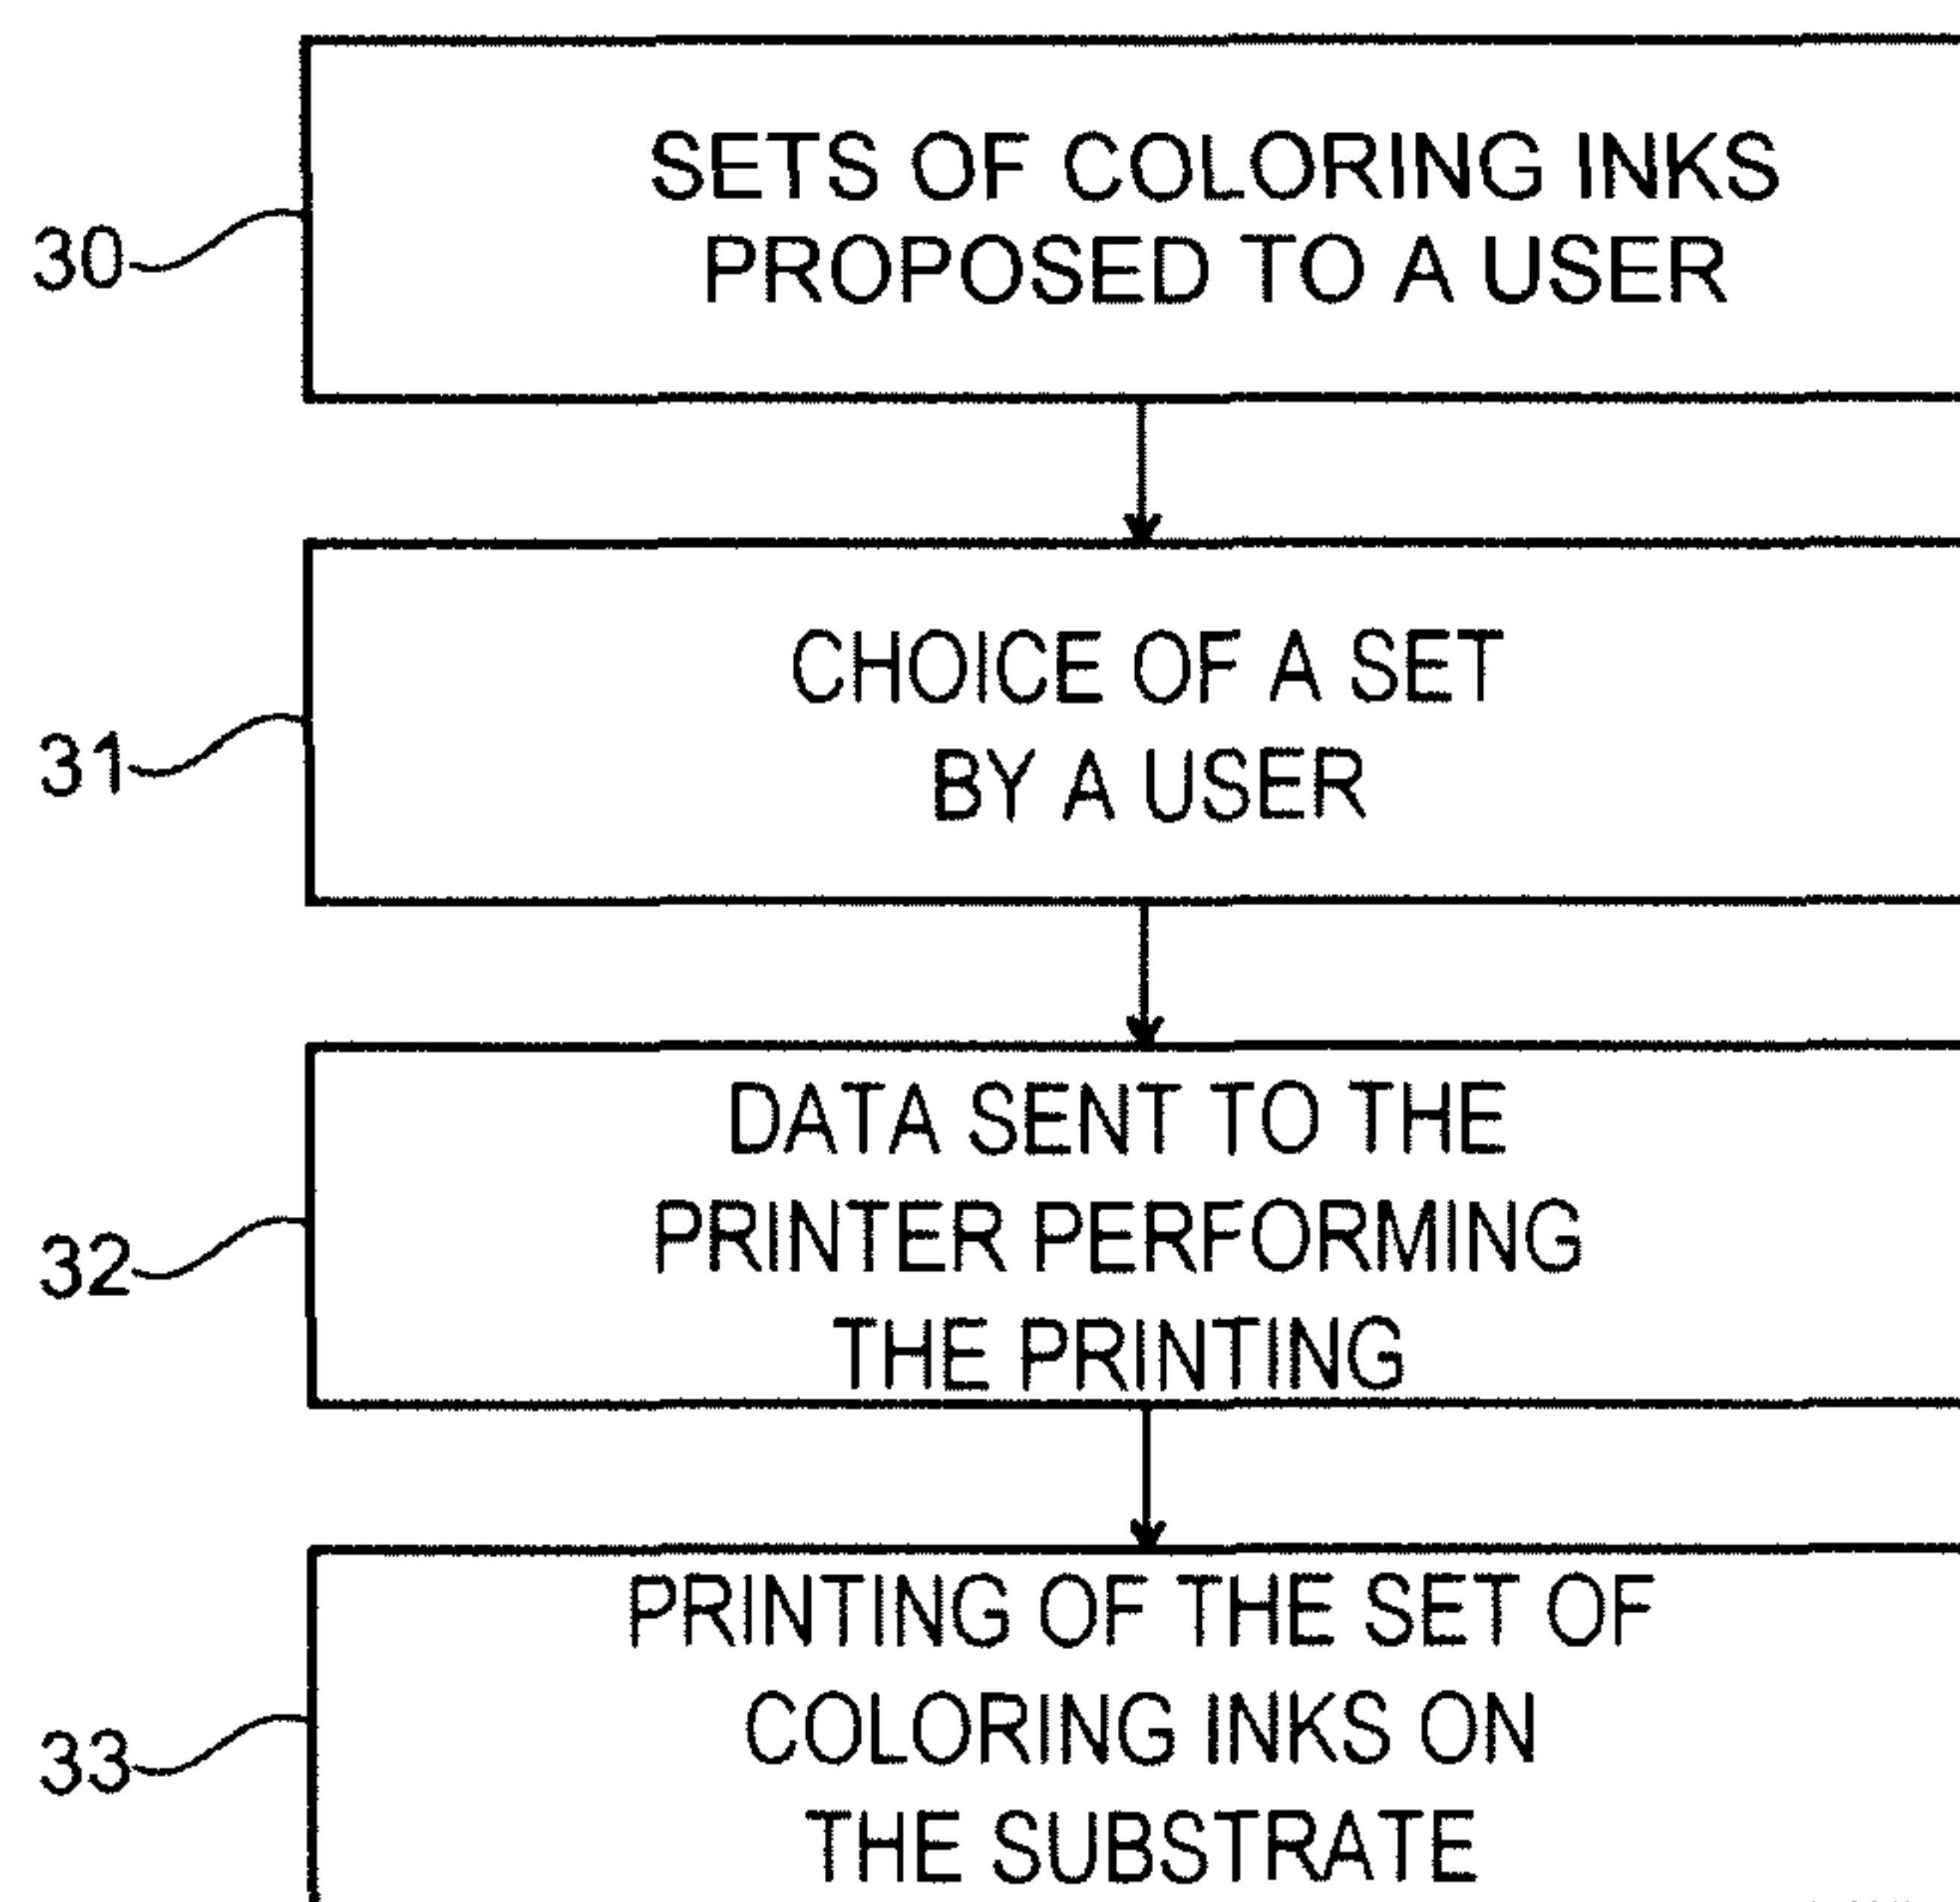 SETS OF COLORING INKS
PROPOSED TO A USER
30
CHOICE OF A SET
BY A USER
31
DATA SENT TO THE
PRINTER PERFORMING
THE PRINTING
32
PRINTING OF THE SET OF
COLORING INKS ON
THE SUBSTRATE
33